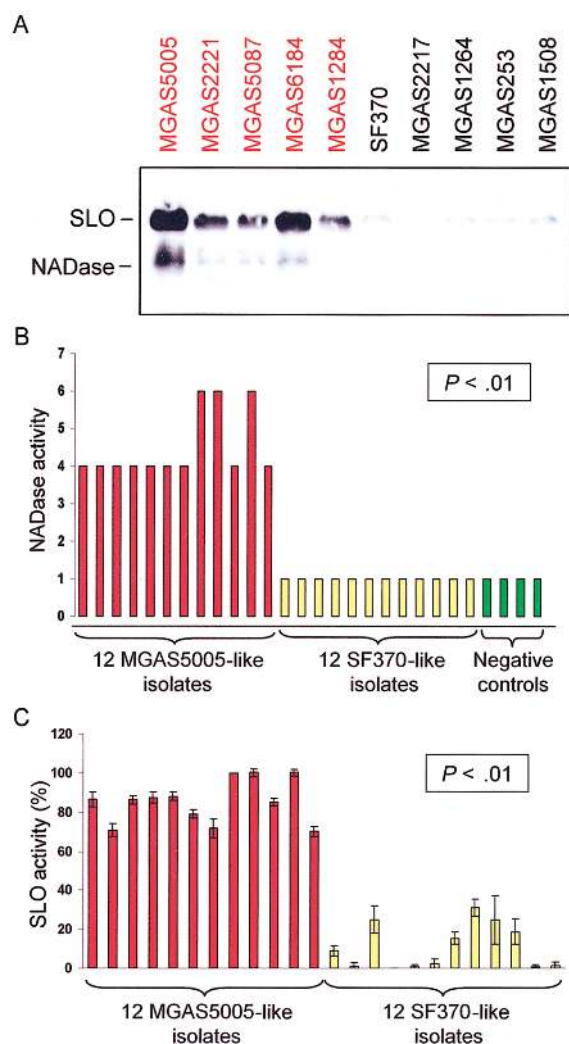 A
MGAS5005
MGAS2221
MGAS5087
MGAS6184
MGAS1284
SF370
MGAS2217
MGAS1264
MGAS253
MGAS1508
SLO –
NADase –
B
NADase activity
7
6
5
4
3
2
1
0
P < .01
12 MGAS5005-like
isolates
12 SF370-like
isolates
Negative
controls
C
SLO activity (%)
120
100
80
60
40
20
0
P < .01
12 MGAS5005-like
isolates
12 SF370-like
isolates